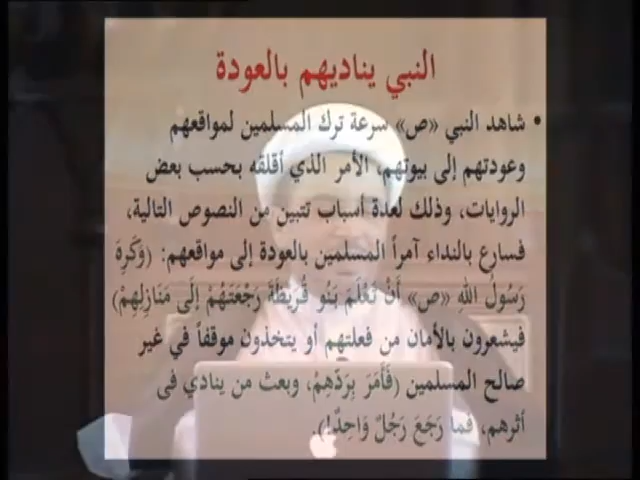 النبي يناديهم بالعودة
• شاهد النبي «ص» سرعة ترك المسلمين لمواقعهم
وعودتهم إلى بيوتهم، الأمر الذي أقلقه بحسب بعض
الروايات، وذلك لعدة أسباب تتبين من النصوص التالية،
فسارع بالنداء آمراً المسلمين بالعودة إلى مواقعهم: (وَكَرِهَ
رَسُولُ اللهِ «ص» أَنْ تَعْلَمَ بَنُو قُرَيْظَةَ رَجْعَتَهُمْ إِلَى مَنَازِلِهِمْ)
فيشعرون بالأمان من فعلتهم أو يتخذون موقفاً في غير
صالح المسلمين (فَأَمَرَ بِرَدِّهِمْ، وبعث من ينادي في
أثرهم، فما رَجَعَ رَجُلٌ وَاحِدٌ!).